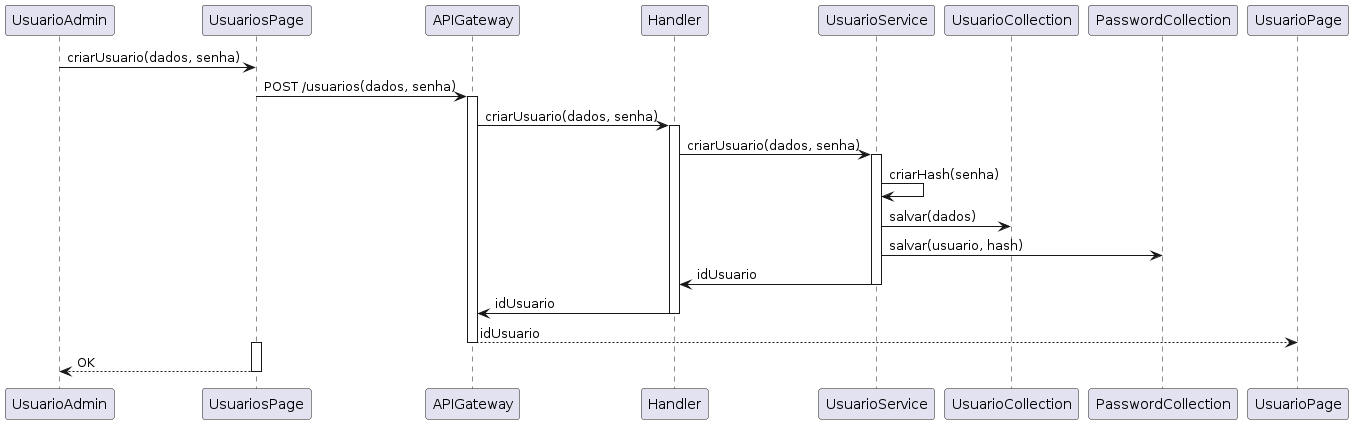 UsuarioAdmin
UsuariosPage
APIGateway
Handler
UsuarioService
UsuarioCollection
PasswordCollection
UsuarioPage
criarUsuario(dados, senha)
POST /usuarios(dados, senha)
criarUsuario(dados, senha)
criarUsuario(dados, senha)
criarHash(senha)
salvar(dados)
salvar(usuario, hash)
idUsuario
idUsuario
idUsuario
OK
UsuarioAdmin
UsuariosPage
APIGateway
Handler
UsuarioService
UsuarioCollection
PasswordCollection
UsuarioPage